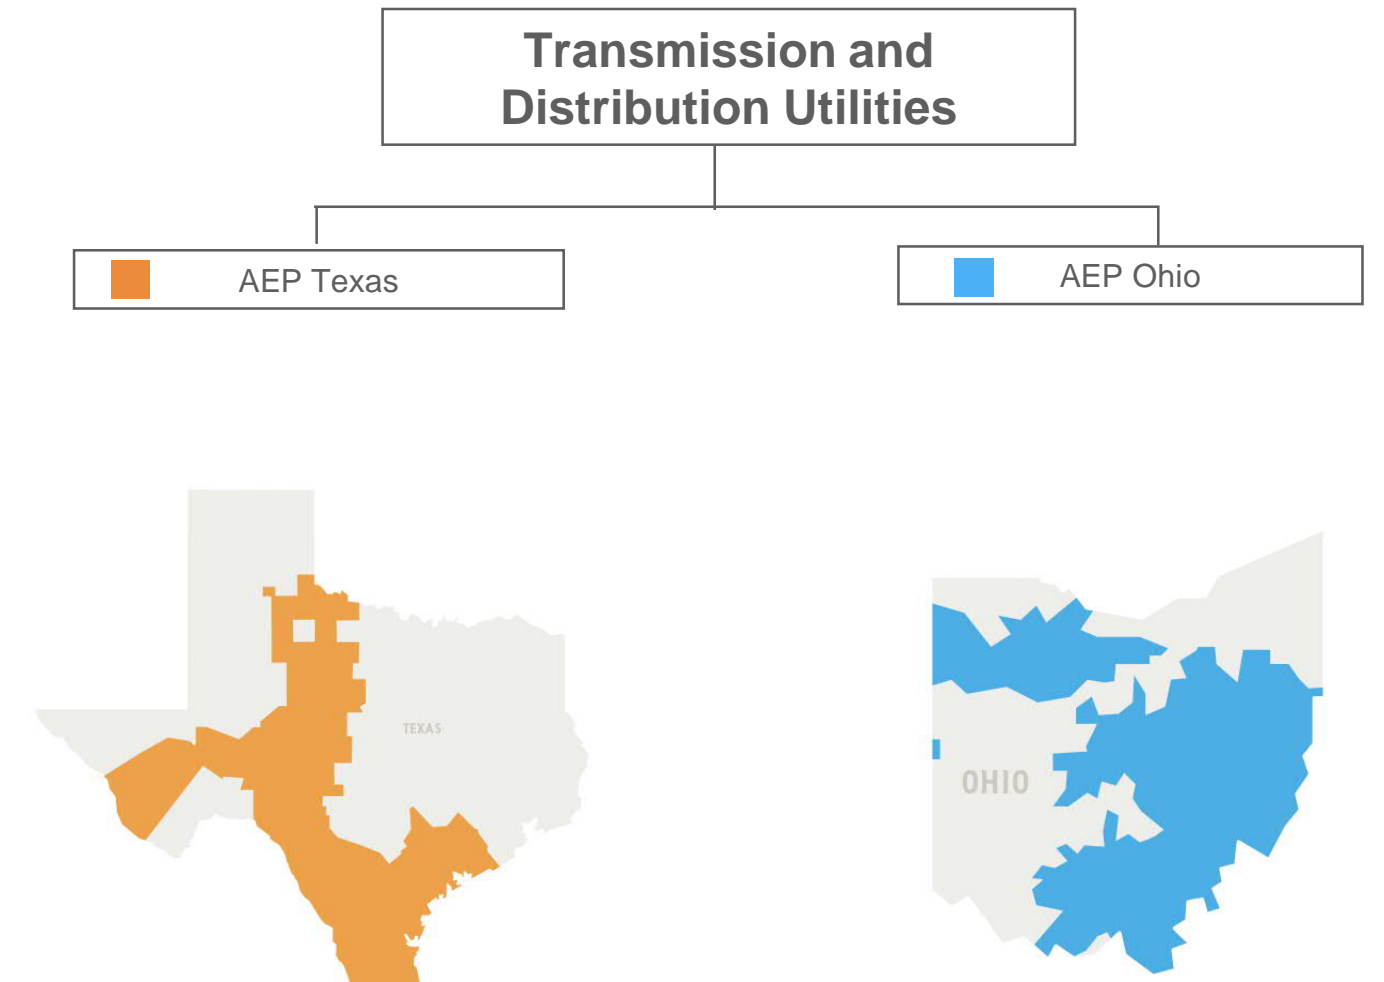 Transmission and
Distribution Utilities
AEP Texas
AEP Ohio
TEXAS
OHIO